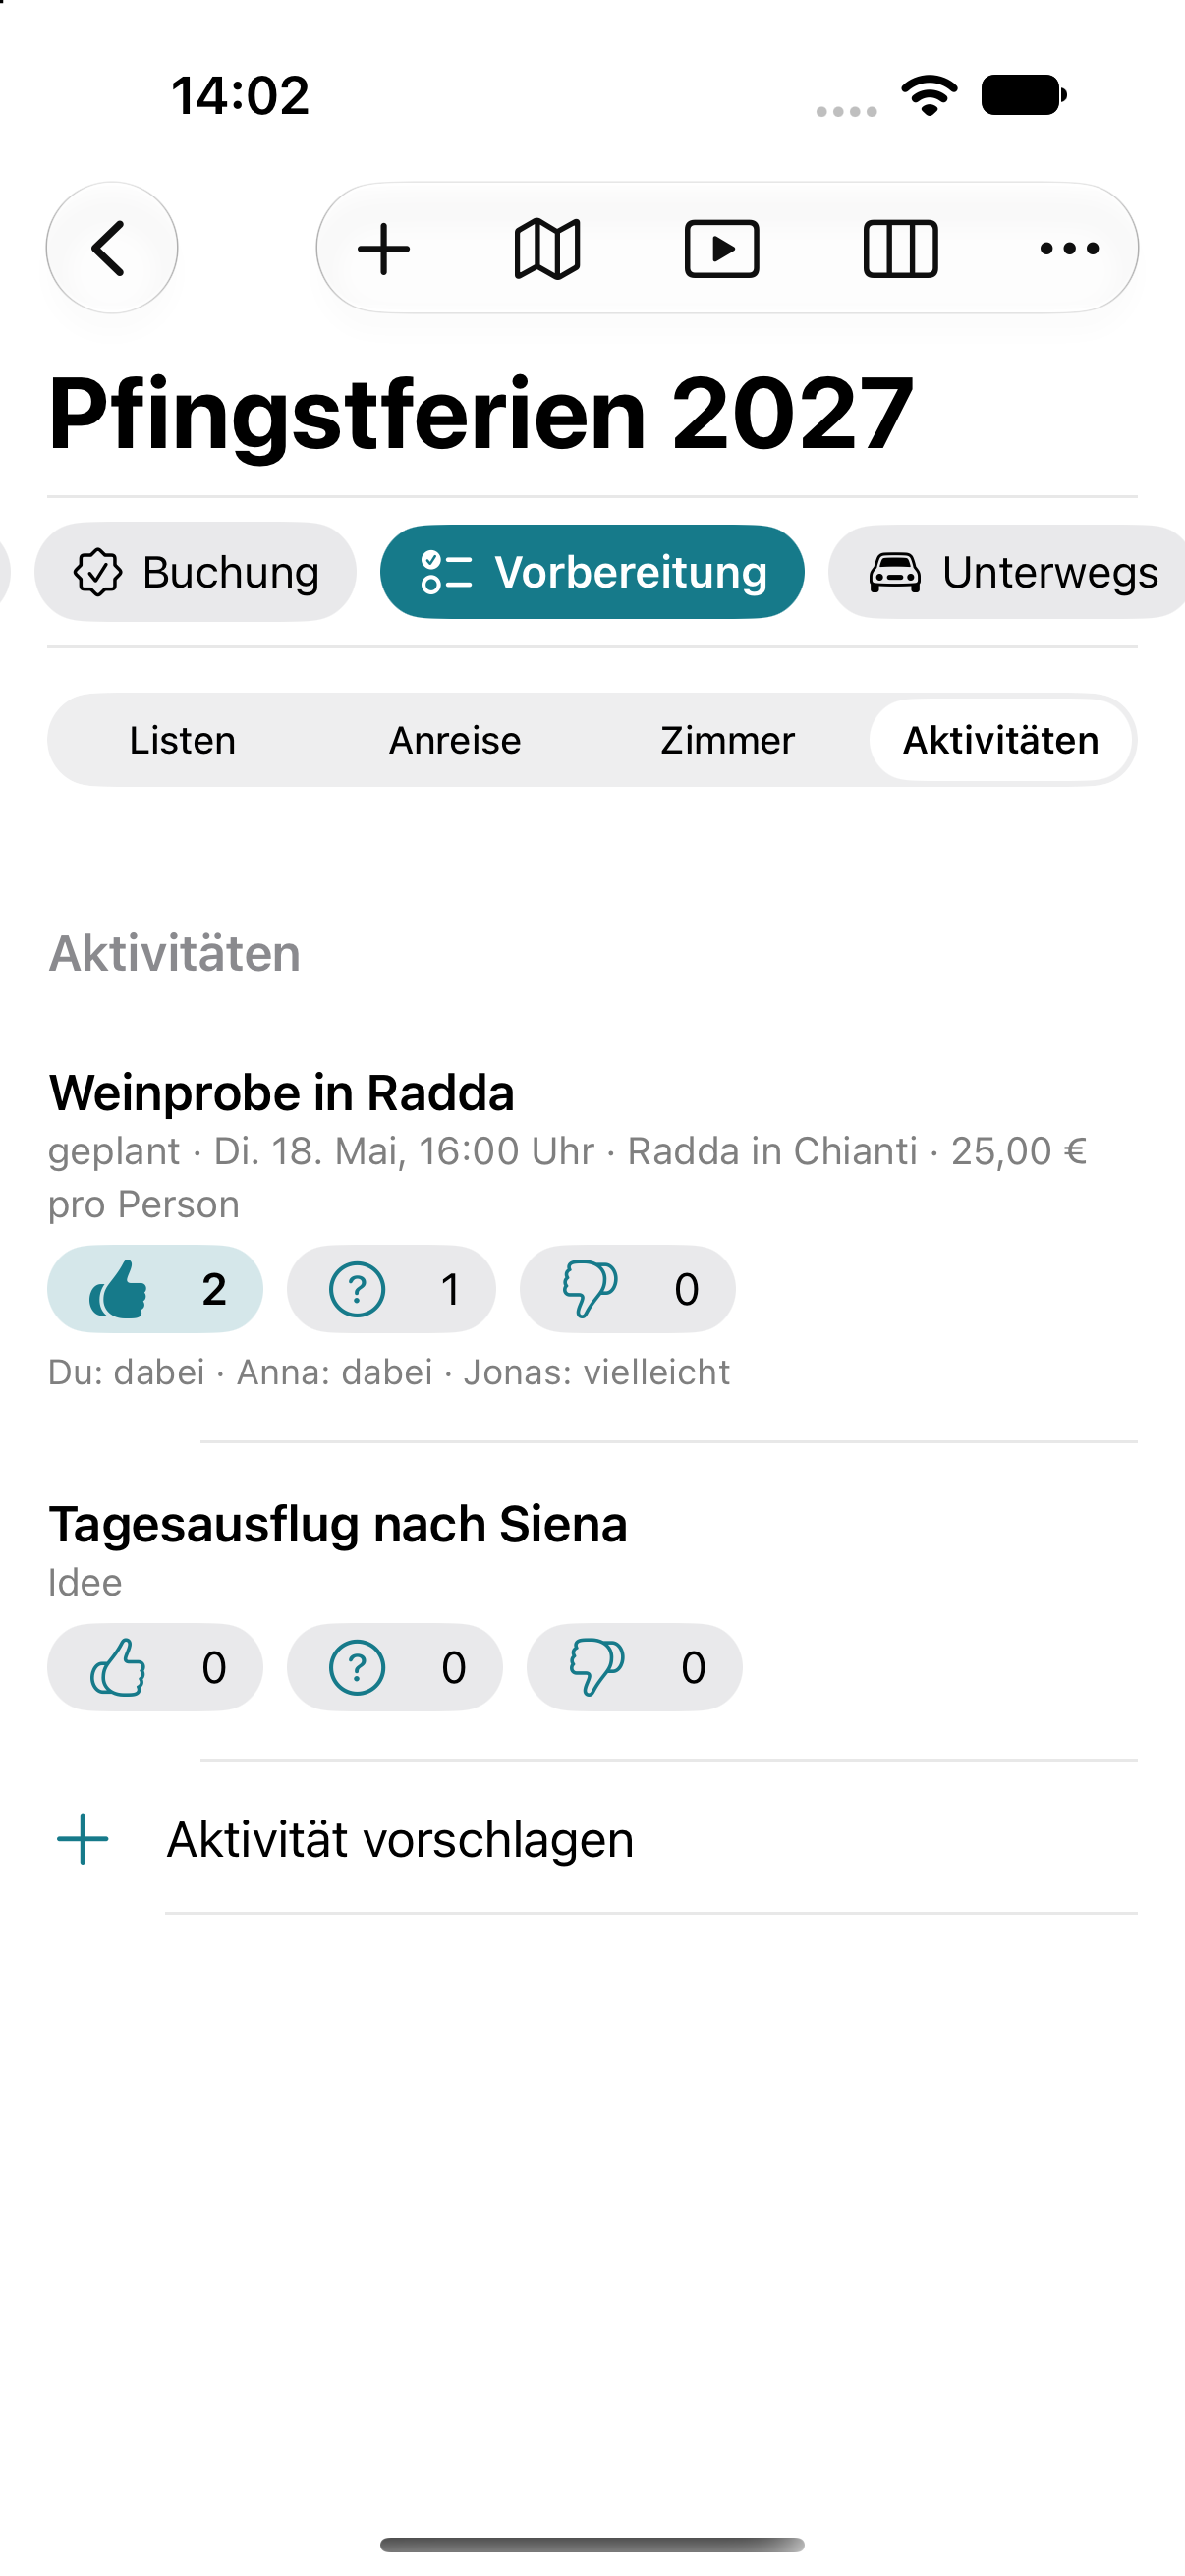 14:02
Pfingstferien 2027
Buchung
Vorbereitung
Unterwegs
Listen
Anreise
Zimmer
Aktivitäten
Aktivitäten
Weinprobe in Radda
geplant · Di. 18. Mai, 16:00 Uhr · Radda in Chianti · 25,00 €
pro Person
2
? 1
0
Du: dabei · Anna: dabei · Jonas: vielleicht
Tagesausflug nach Siena
Idee
0
? 0
0
Aktivität vorschlagen